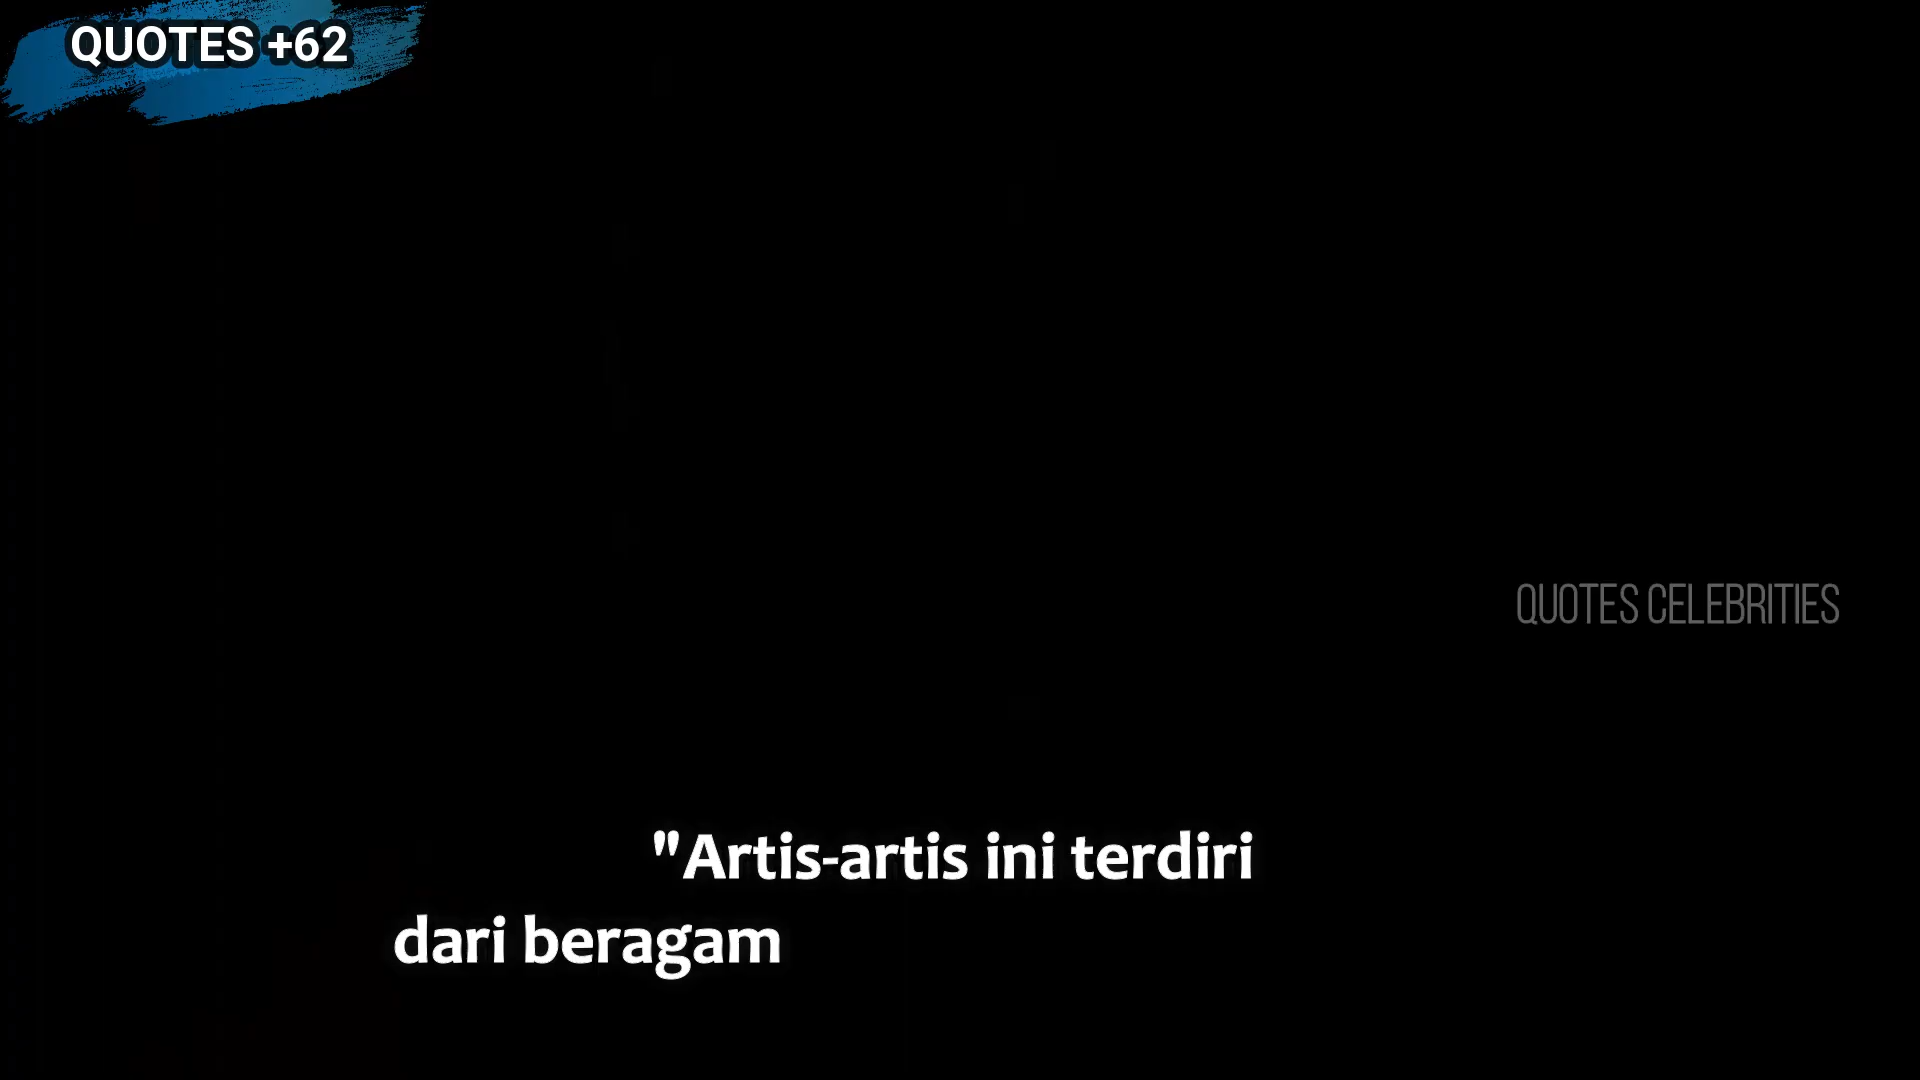 QUOTES +62
QUOTES CELEBRITIES
"Artis-artis ini terdiri
dari beragam